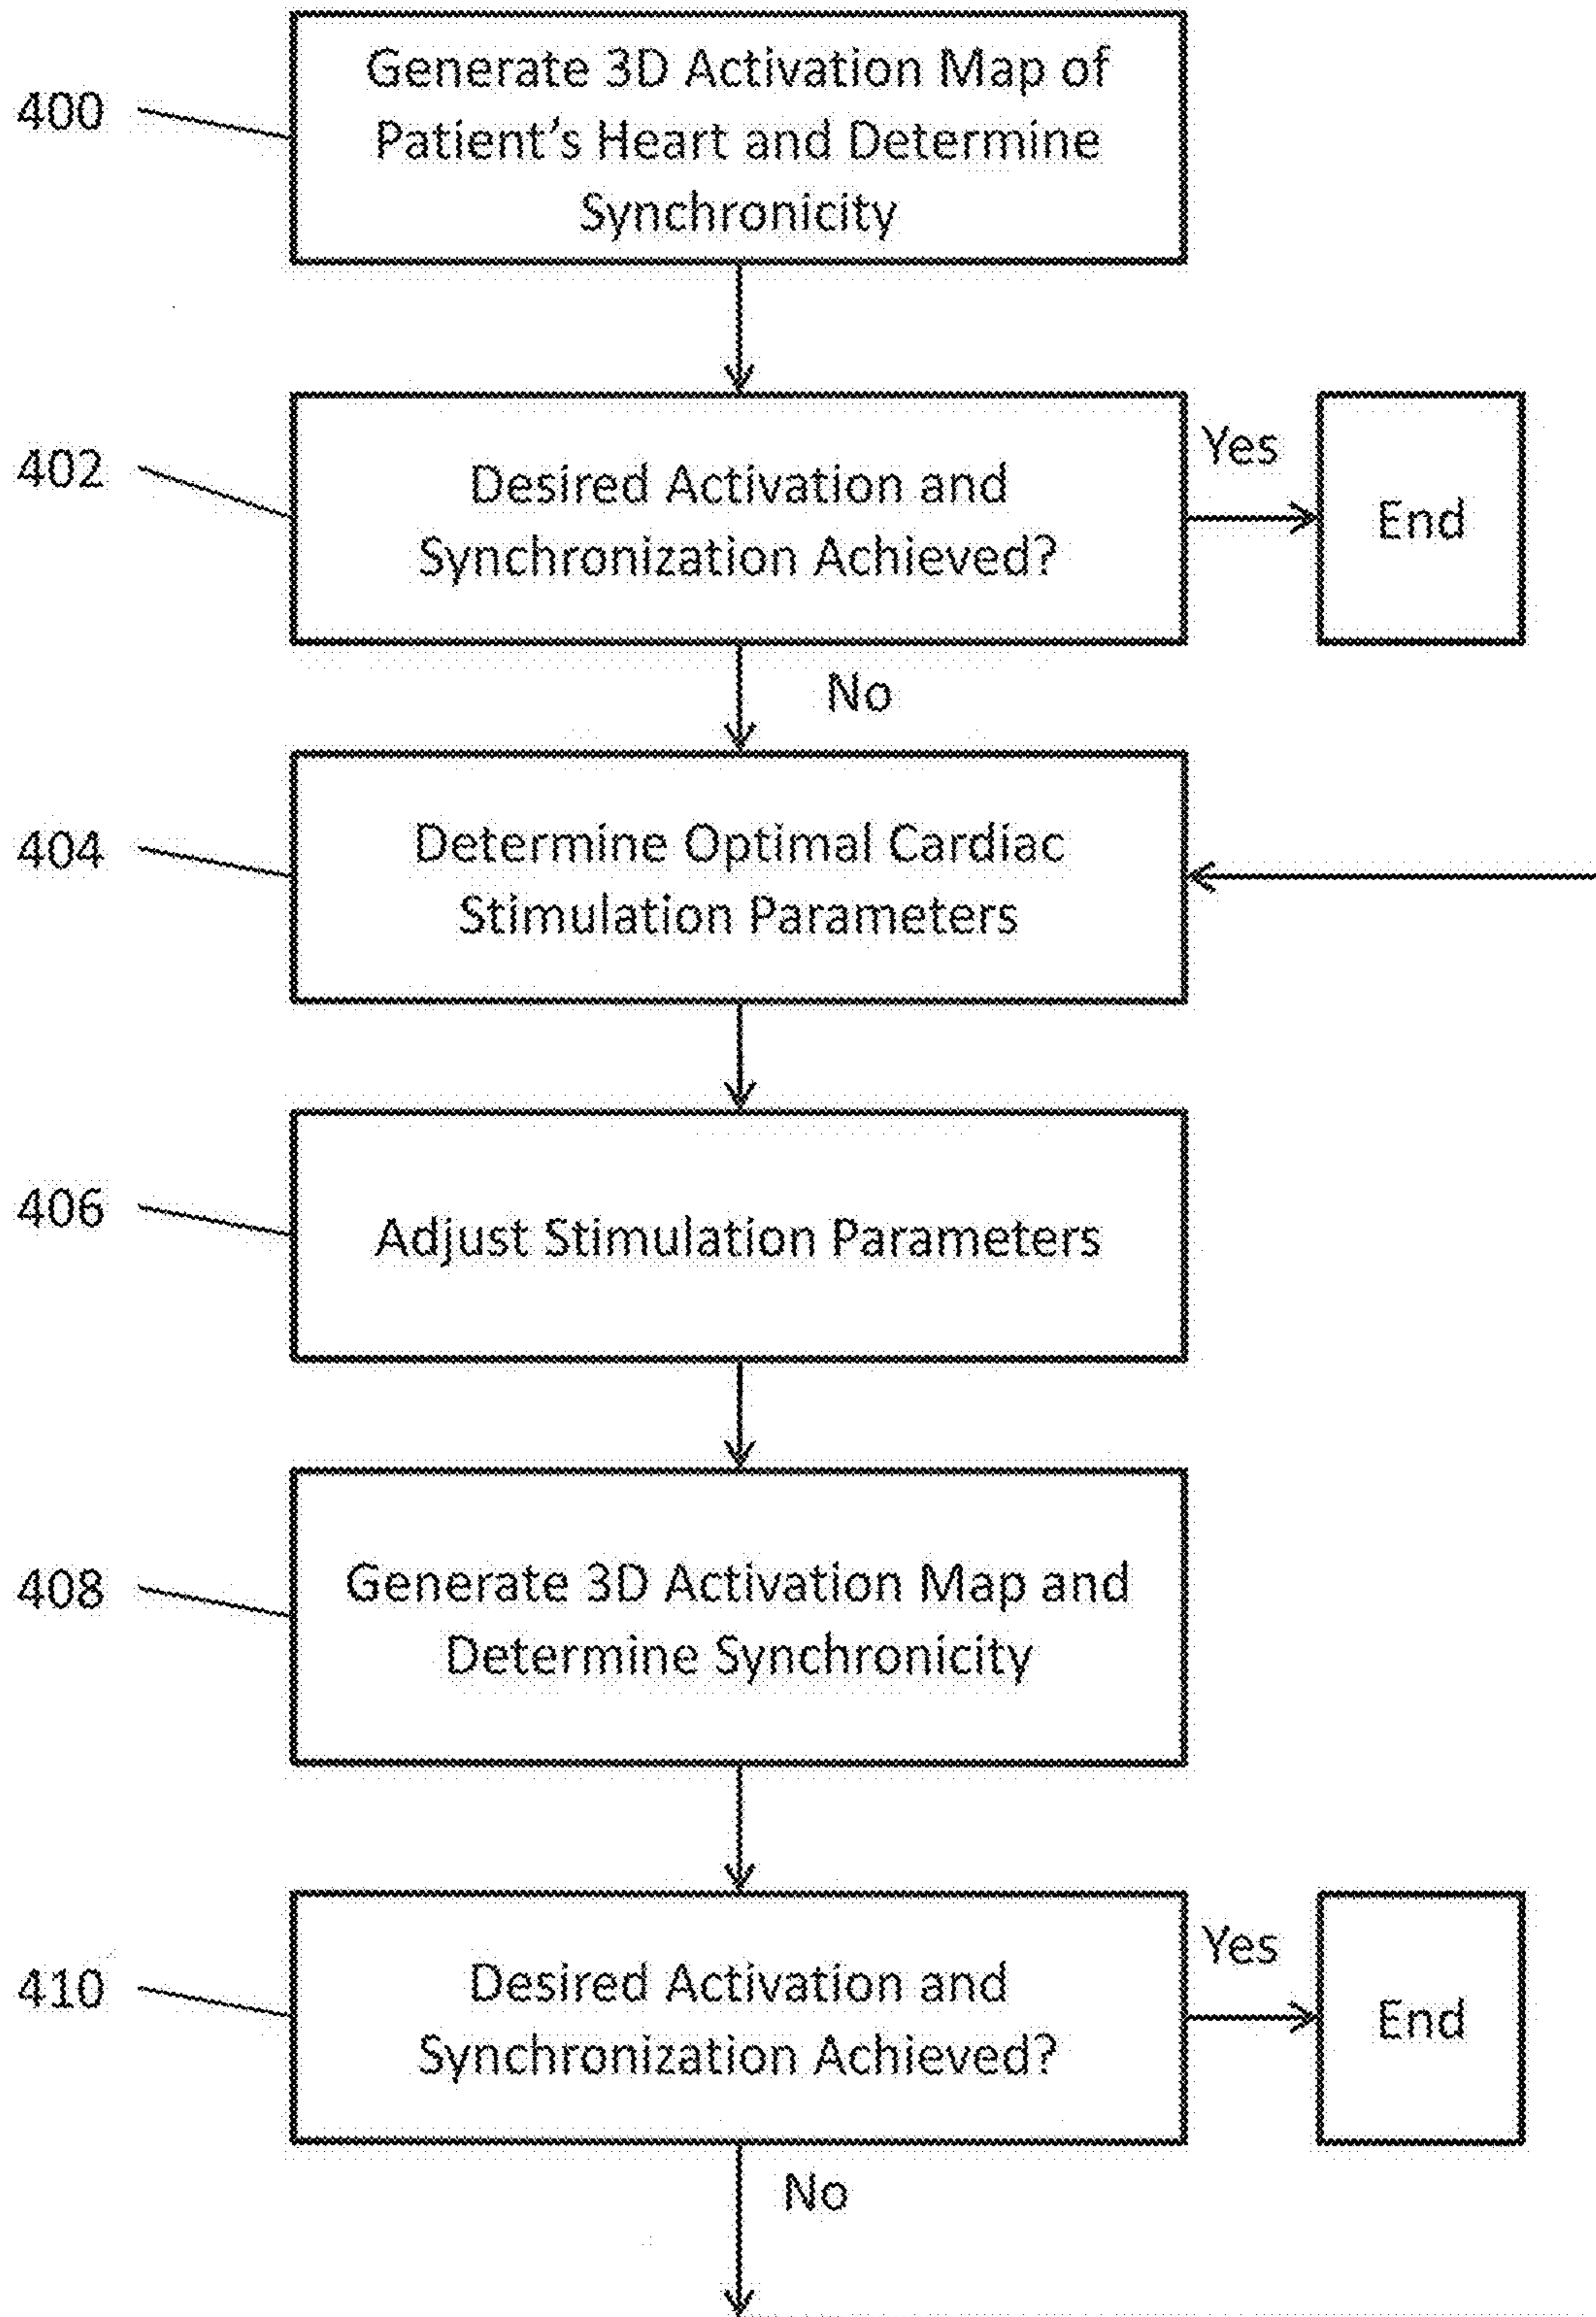 400
Generate 3D Activation Map of
Patient's Heart and Determine
Synchronicity
402
Desired Activation and
Synchronization Achieved?
Yes
End
No
404
Determine Optimal Cardiac
Stimulation Parameters
406
Adjust Stimulation Parameters
408
Generate 3D Activation Map and
Determine Synchronicity
410
Desired Activation and
Synchronization Achieved?
Yes
End
No